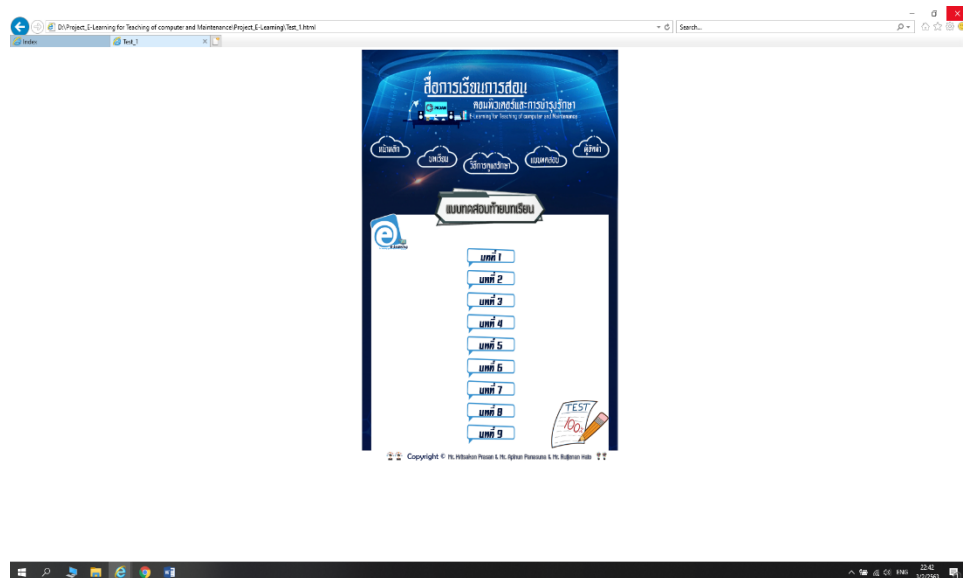 D:\Project_E-Learning for Teaching of computer and Maintenance\Project_E-Learning\Test_1.html
Search...
Index
Test_1
สื่อการเรียนการสอน
คอมพิวเตอร์และการบำรุงรักษา
E-Learning for Teaching of computer and Maintenance
หน้าหลัก
บทเรียน
วิธีการดูแลรักษา
แบบทดสอบ
ผู้จัดทำ
แบบทดสอบท้ายบทเรียน
e
E-Learning
บทที่ 1
บทที่ 2
บทที่ 3
บทที่ 4
บทที่ 5
บทที่ 6
บทที่ 7
บทที่ 8
บทที่ 9
TEST
100
Copyright ©
ENG
22:42
3/2/2561